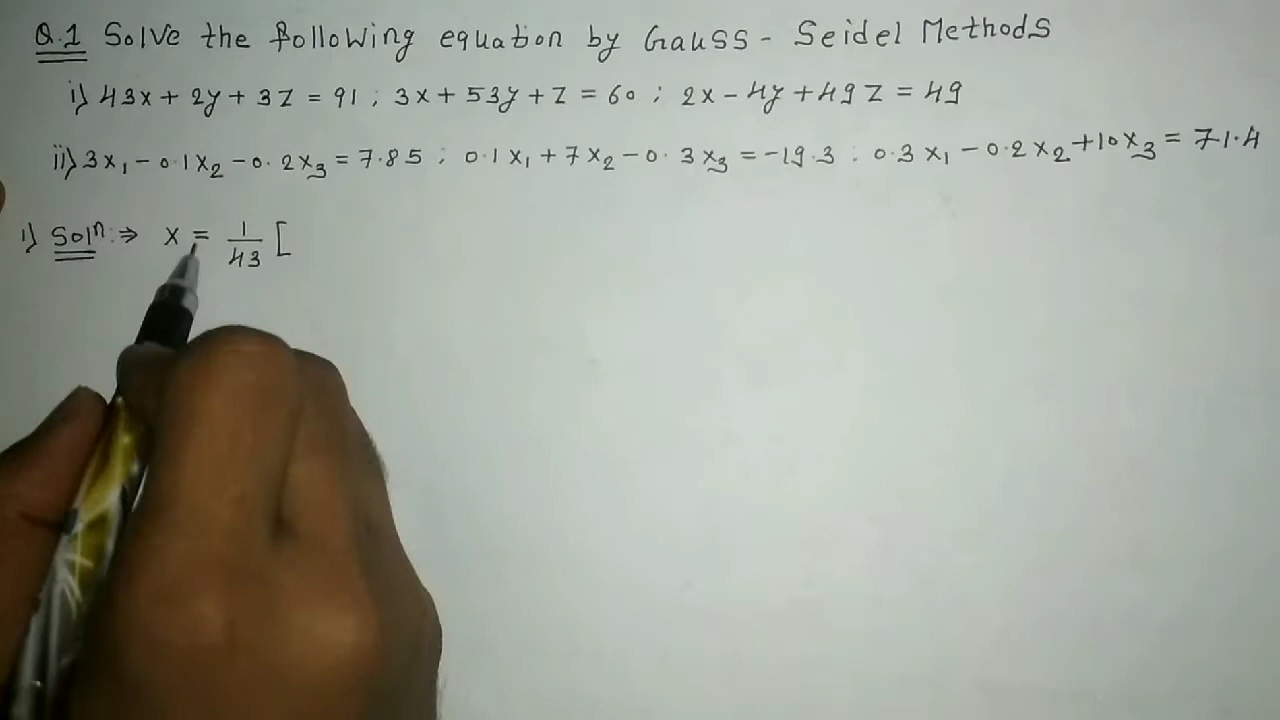 Q.1 Solve the following equation by Gauss - Seidel Methods
i) 43x + 2y + 3z = 91 ; 3x + 53y + z = 60 ; 2x - 4y + 49z = 49
ii) 3x₁ - 0.1x₂ - 0.2x₃ = 7.85 ; 0.1x₁ + 7x₂ - 0.3x₃ = -19.3 : 0.3x₁ - 0.2x₂ + 10x₃ = 71.4
i) Solⁿ:⇒ x = 1/43 [